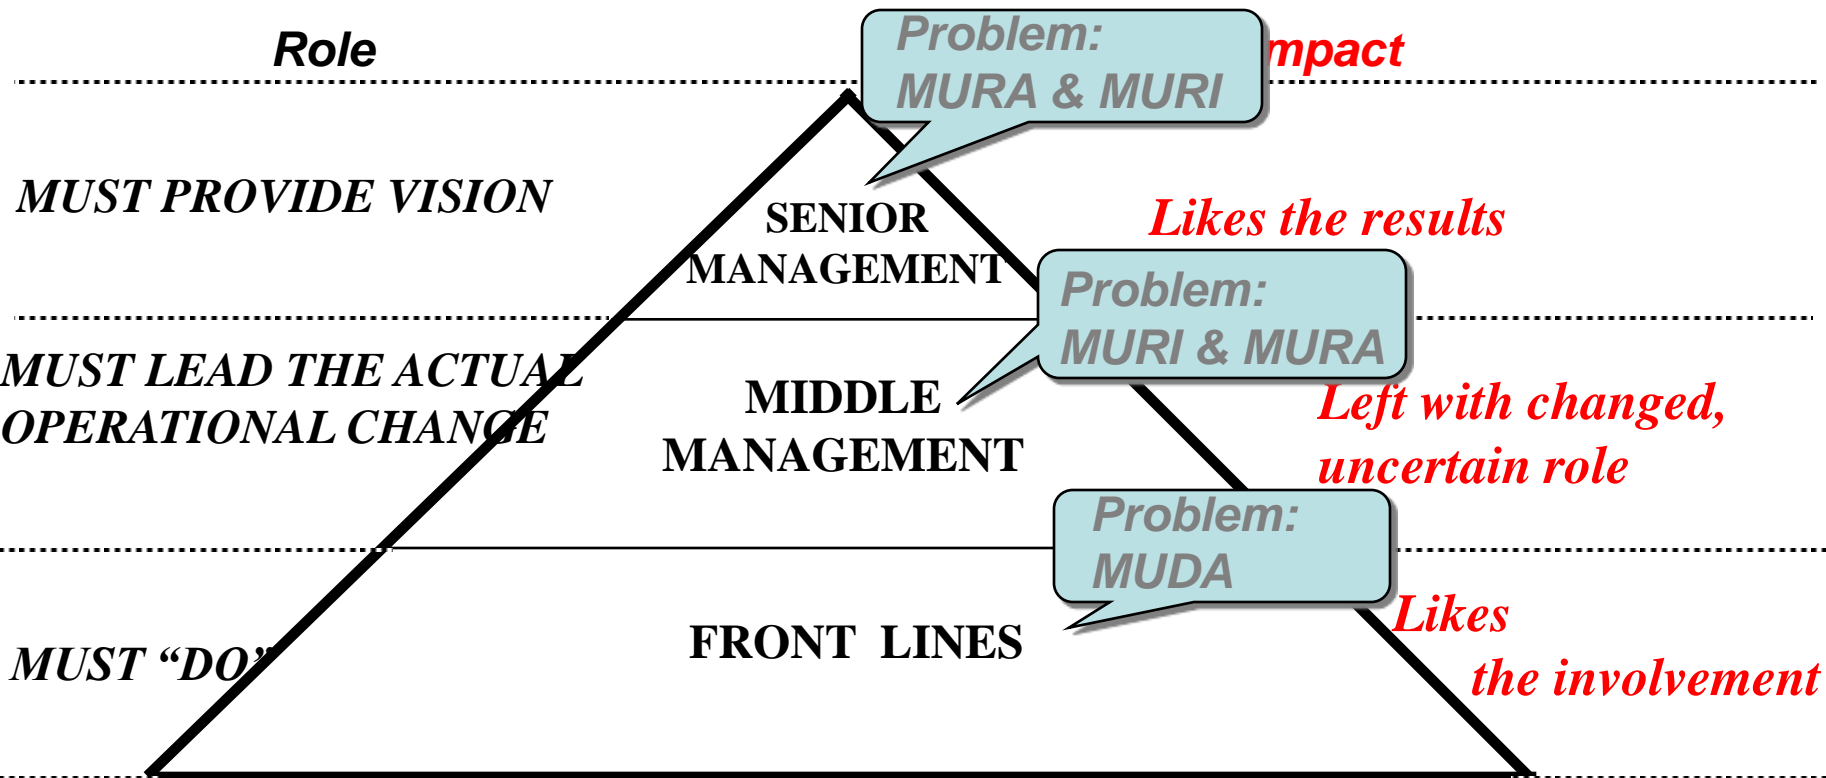 Role
Problem:
MURA & MURI
mpact
MUST PROVIDE VISION
SENIOR
MANAGEMENT
Likes the results
Problem:
MURI & MURA
MUST LEAD THE ACTUAL
OPERATIONAL CHANGE
MIDDLE
MANAGEMENT
Left with changed,
uncertain role
Problem:
MUDA
MUST “DO”
FRONT LINES
Likes
the involvement